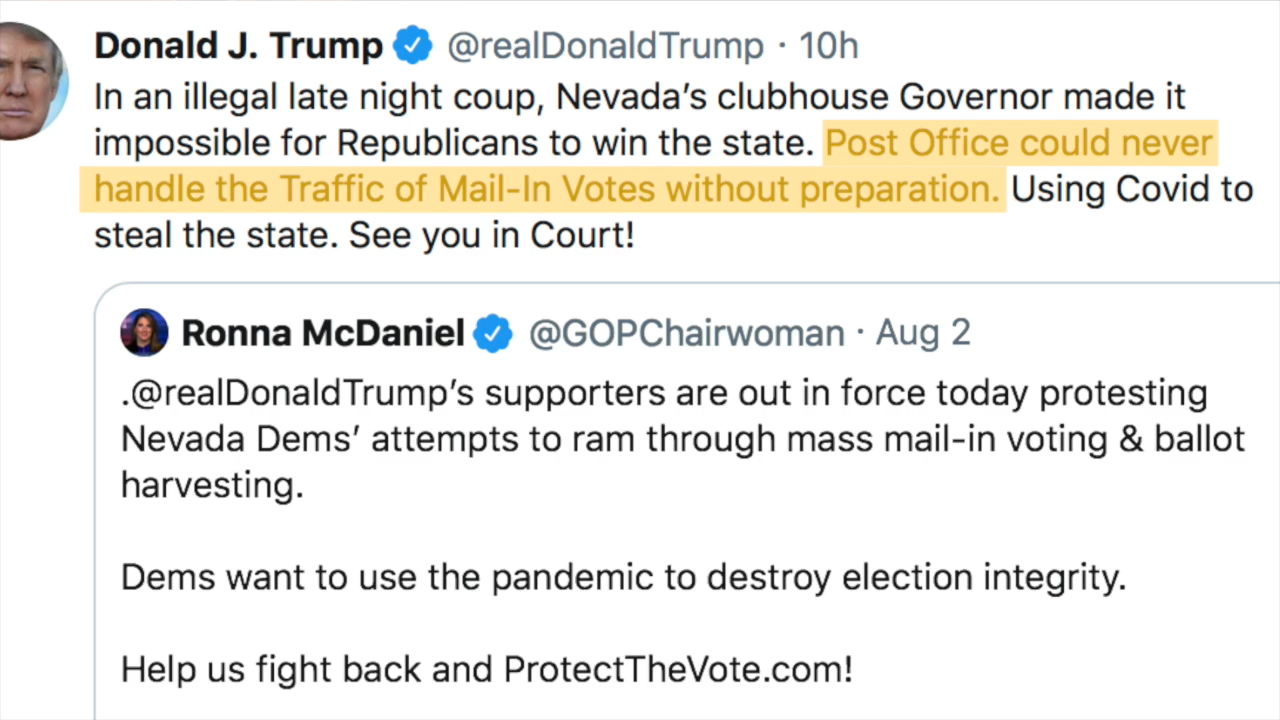 Donald J. Trump @realDonaldTrump · 10h
In an illegal late night coup, Nevada’s clubhouse Governor made it
impossible for Republicans to win the state. Post Office could never
handle the Traffic of Mail-In Votes without preparation. Using Covid to
steal the state. See you in Court!
Ronna McDaniel @GOPChairwoman · Aug 2
.@realDonaldTrump’s supporters are out in force today protesting
Nevada Dems’ attempts to ram through mass mail-in voting & ballot
harvesting.
Dems want to use the pandemic to destroy election integrity.
Help us fight back and ProtectTheVote.com!